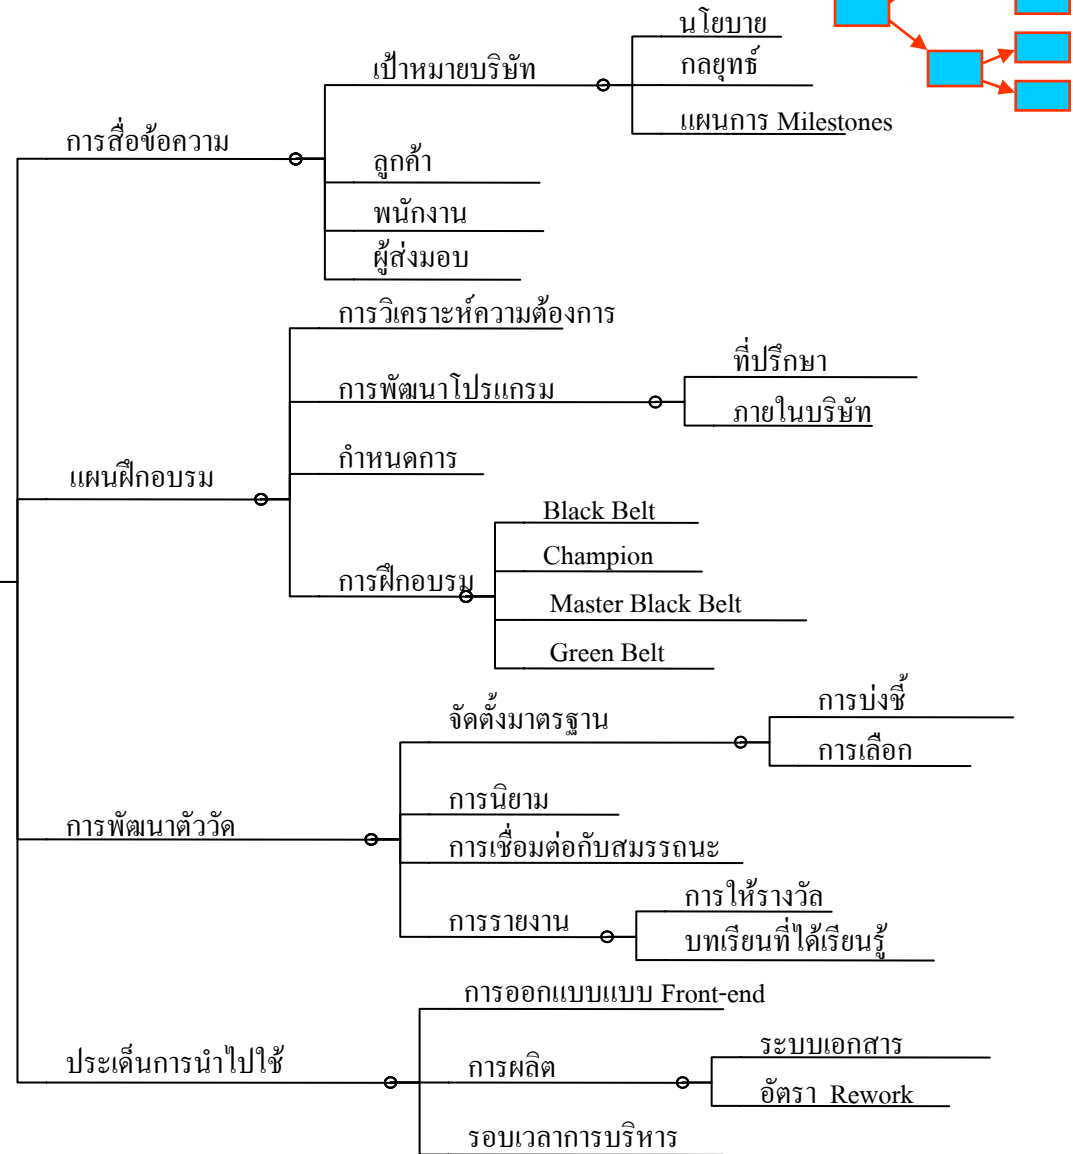 นโยบาย
เป้าหมายบริษัท
กลยุทธ์
แผนการ Milestones
การสื่อข้อความ
ลูกค้า
พนักงาน
ผู้ส่งมอบ
การวิเคราะห์ความต้องการ
ที่ปรึกษา
การพัฒนาโปรแกรม
ภายในบริษัท
กำหนดการ
แผนฝึกอบรม
Black Belt
Champion
การฝึกอบรม
Master Black Belt
Green Belt
การบ่งชี้
จัดตั้งมาตรฐาน
การเลือก
การนิยาม
การพัฒนาตัววัด
การเชื่อมต่อกับสมรรถนะ
การให้รางวัล
การรายงาน
บทเรียนที่ได้เรียนรู้
การออกแบบแบบ Front-end
ระบบเอกสาร
ประเด็นการนำไปใช้
การผลิต
อัตรา Rework
รอบเวลาการบริหาร